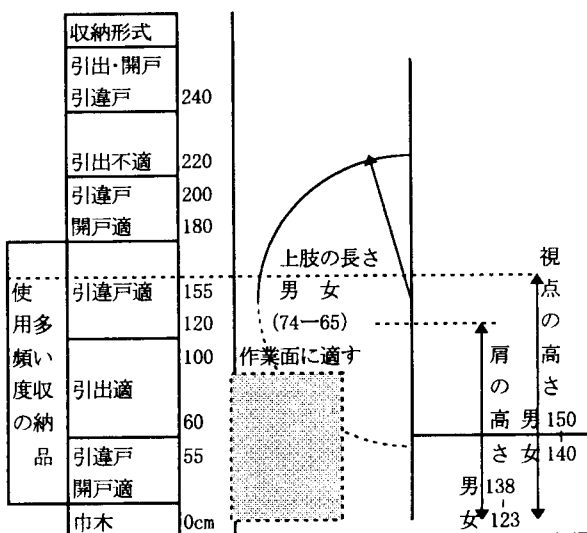 収納形式
引出・開戸
引違戸 240
引出不適 220
引違戸 200
開戸適 180
引違戸適 155
120
100
引出適
60
引違戸 55
開戸適
巾木 0cm
使用頻度の
多い収納品
上肢の長さ
男 女
(74―65)
作業面に適す
視点の高さ
男 150
女 140
肩の高さ
男 138
女 123